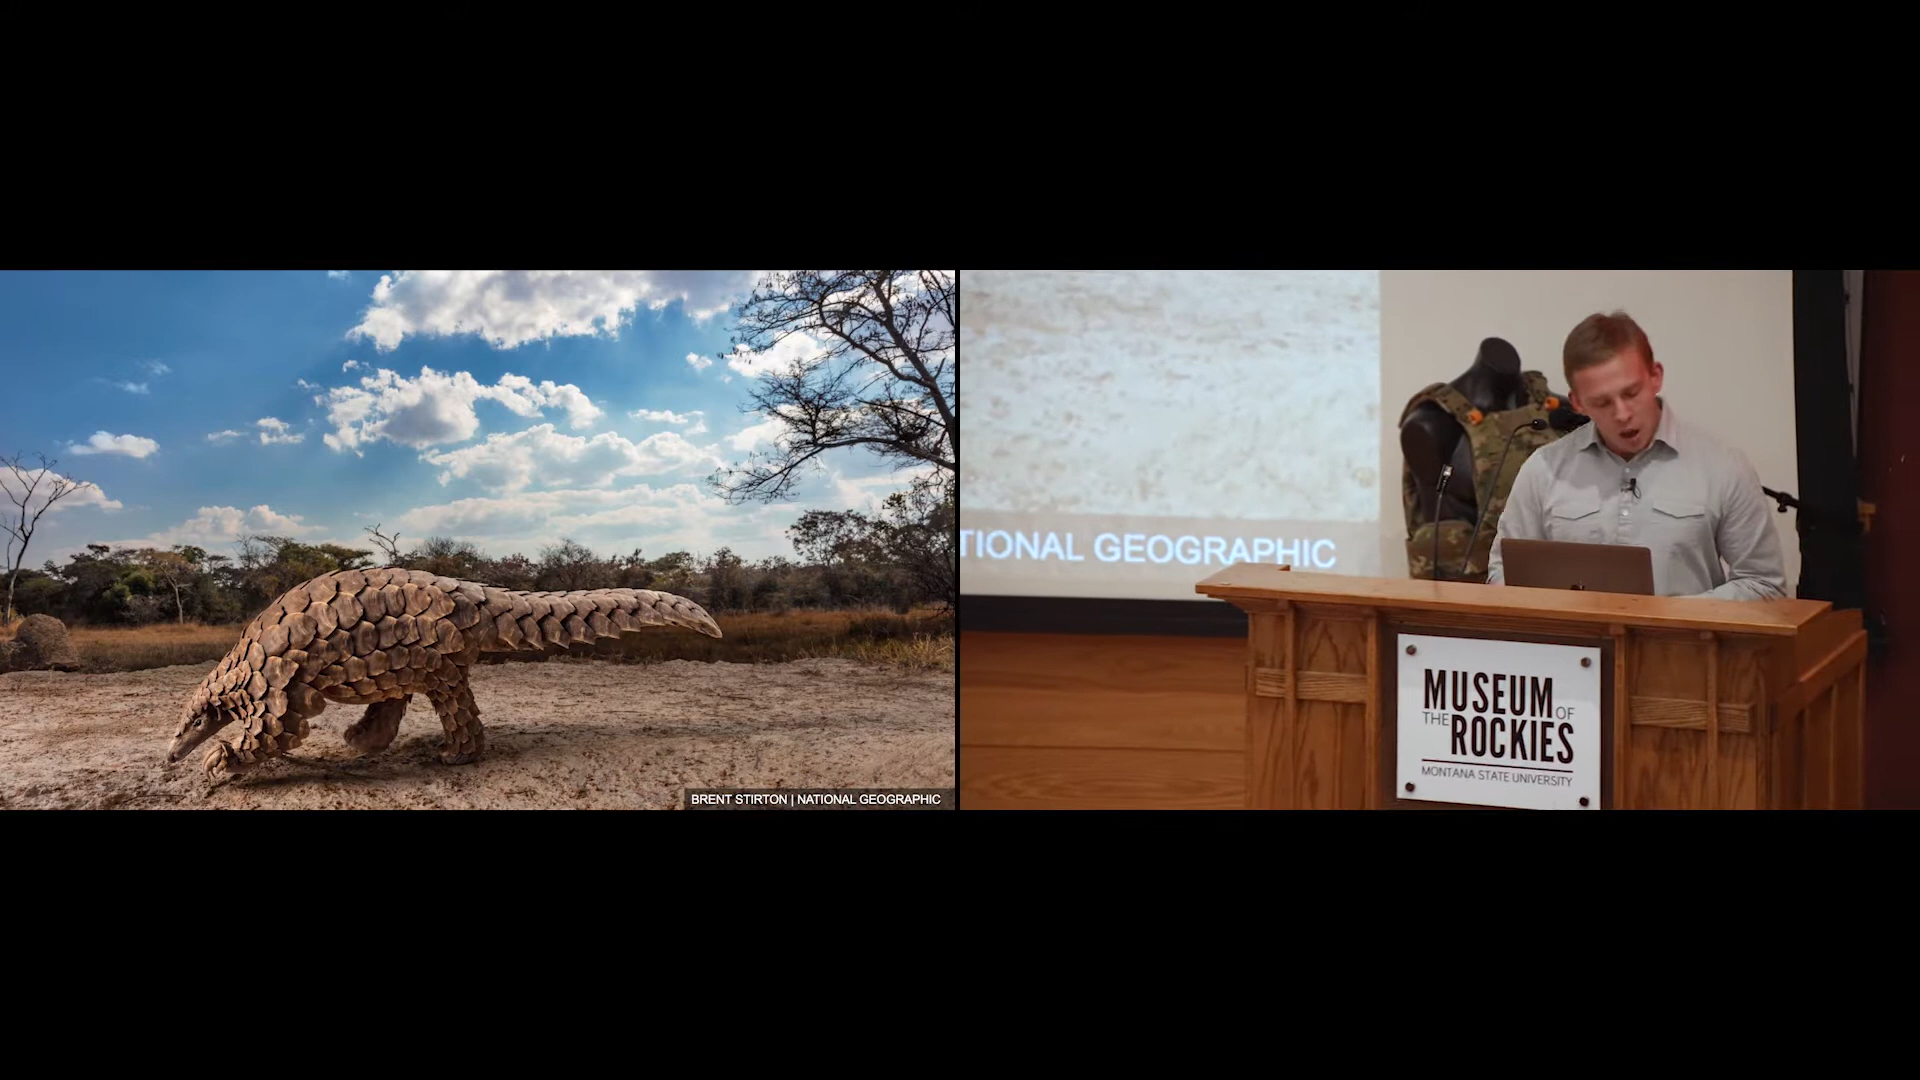 BRENT STIRTON | NATIONAL GEOGRAPHIC
TIONAL GEOGRAPHIC
MUSEUM OF
THE ROCKIES
MONTANA STATE UNIVERSITY